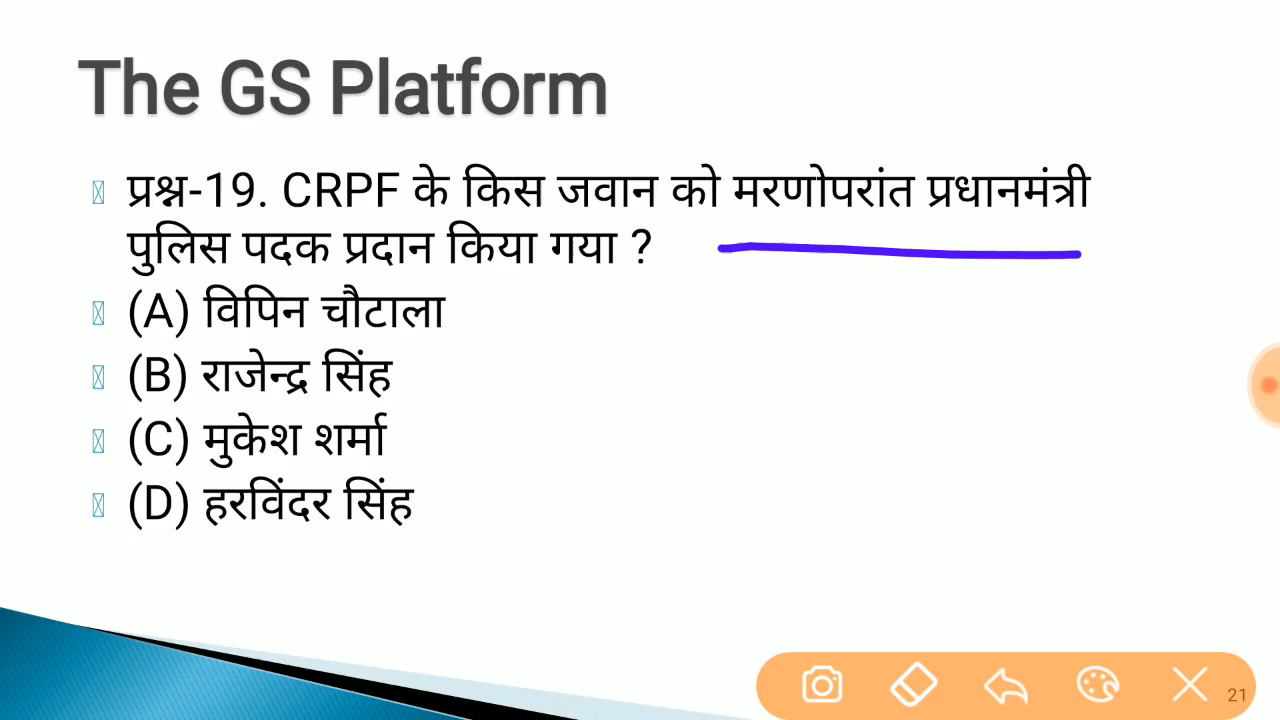 The GS Platform
प्रश्न-19. CRPF के किस जवान को मरणोपरांत प्रधानमंत्री
पुलिस पदक प्रदान किया गया ?
(A) विपिन चौटाला
(B) राजेन्द्र सिंह
(C) मुकेश शर्मा
(D) हरविंदर सिंह
21